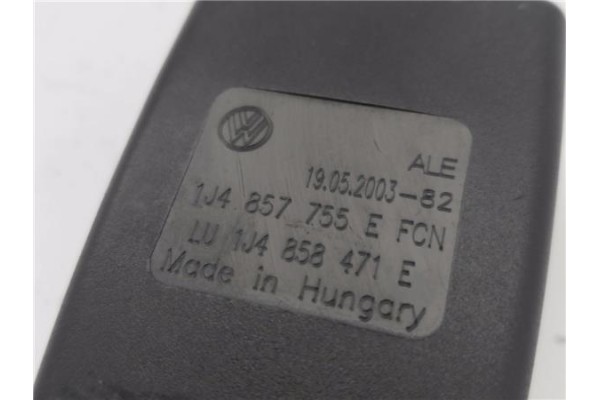 ALE
19.05.2003-82
1J4 857 755 E FCN
LU 1J4 858 471 E
Made in Hungary